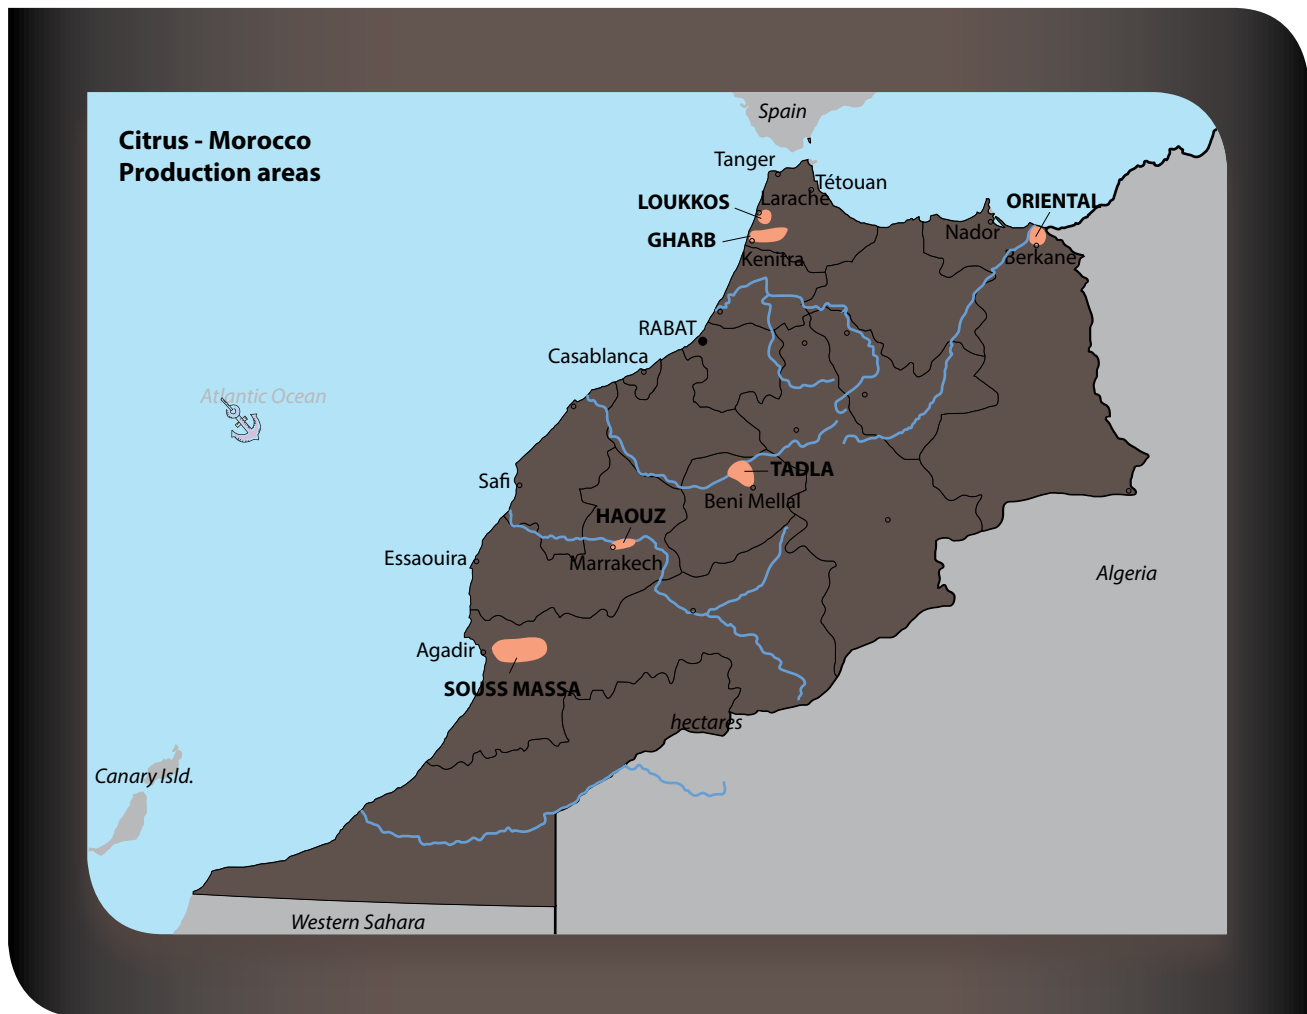 Citrus - Morocco
Production areas
Spain
Tanger
Tétouan
LOUKKOS
Larache
ORIENTAL
GHARB
Nador
Kenitra
Berkane
RABAT
Casablanca
Atlantic Ocean
TADLA
Safi
Beni Mellal
HAOUZ
Essaouira
Marrakech
Algeria
Agadir
SOUSS MASSA
hectares
Canary Isld.
Western Sahara